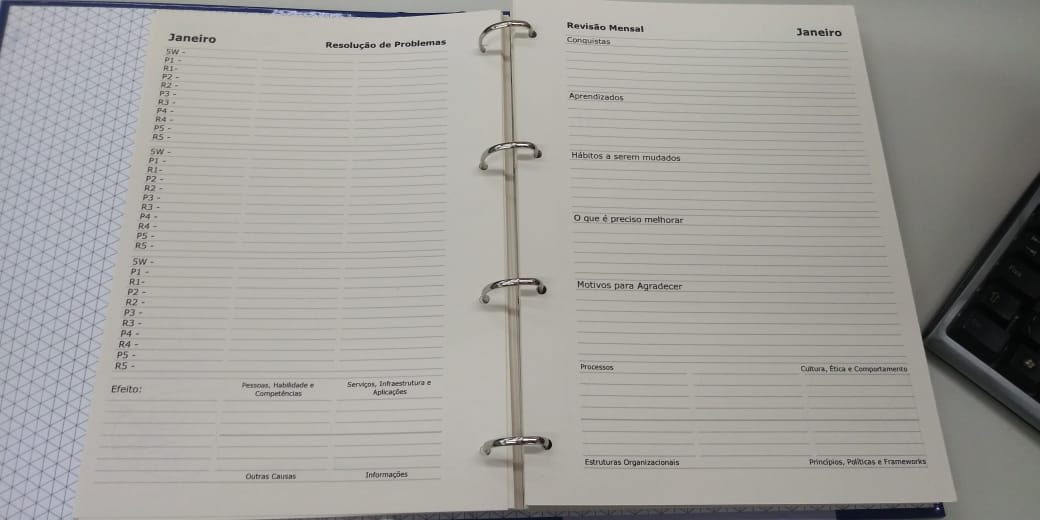 Janeiro
Resolução de Problemas
5W -
P1 -
R1-
P2 -
R2 -
P3 -
R3 -
P4 -
R4 -
P5 -
R5 -
5W -
P1 -
R1-
P2 -
R2 -
P3 -
R3 -
P4 -
R4 -
P5 -
R5 -
5W -
P1 -
R1-
P2 -
R2 -
P3 -
R3 -
P4 -
R4 -
P5 -
R5 -
Efeito:
Pessoas, Habilidade e
Competências
Serviços, Infraestrutura e
Aplicações
Outras Causas
Informações
Revisão Mensal
Janeiro
Conquistas
Aprendizados
Hábitos a serem mudados
O que é preciso melhorar
Motivos para Agradecer
Processos
Cultura, Ética e Comportamento
Estruturas Organizacionais
Princípios, Políticas e Frameworks